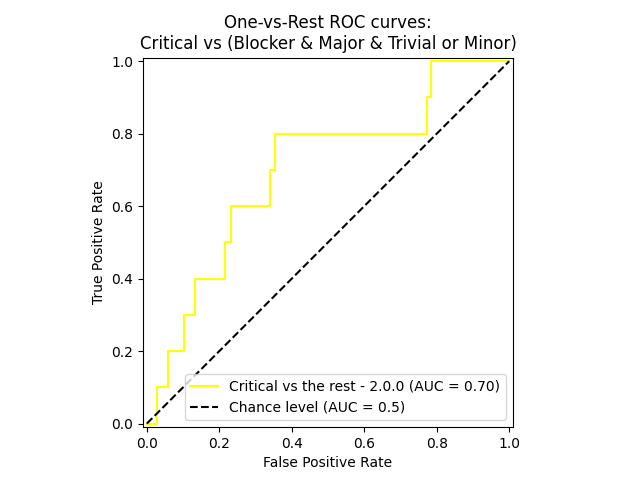 One-vs-Rest ROC curves:
Critical vs (Blocker & Major & Trivial or Minor)
True Positive Rate
1.0
0.8
0.6
0.4
0.2
0.0
Critical vs the rest - 2.0.0 (AUC = 0.70)
Chance level (AUC = 0.5)
0.0 0.2 0.4 0.6 0.8 1.0
False Positive Rate